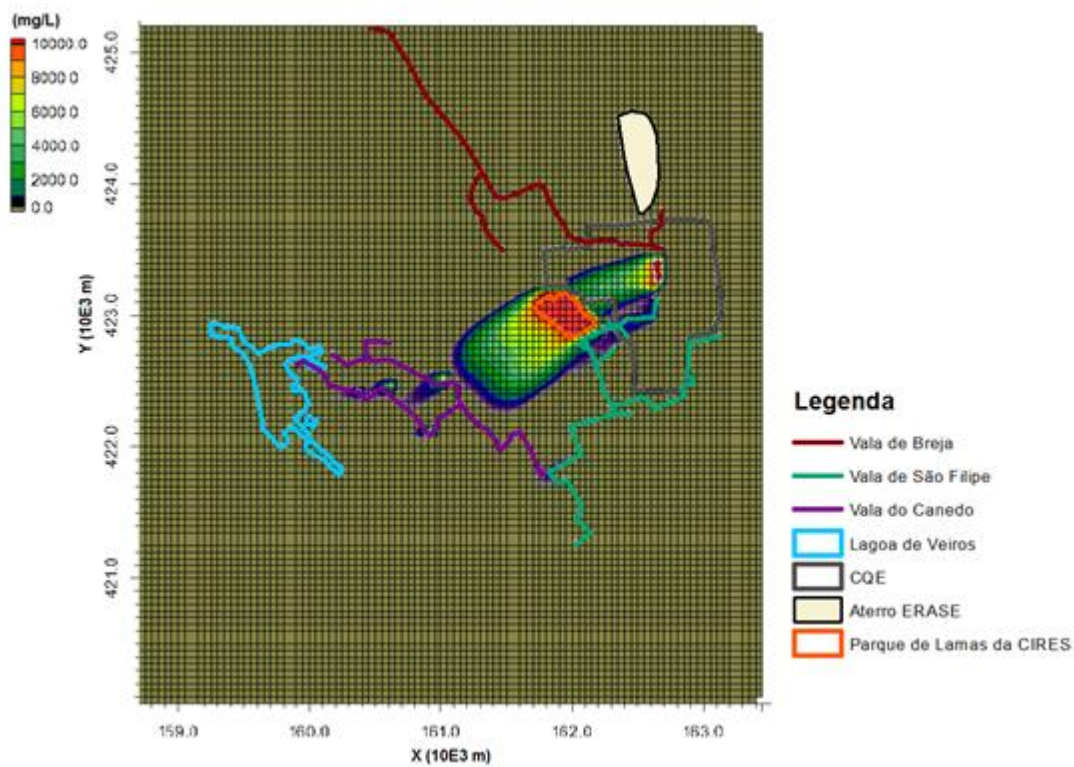 (mg/L)
10000.0
8000.0
6000.0
4000.0
2000.0
0.0
425.0
424.0
423.0
422.0
421.0
Y (10E3 m)
159.0
160.0
161.0
162.0
163.0
X (10E3 m)
Legenda
Vala de Breja
Vala de São Filipe
Vala do Canedo
Lagoa de Veiros
CQE
Aterro ERASE
Parque de Lamas da CIRES